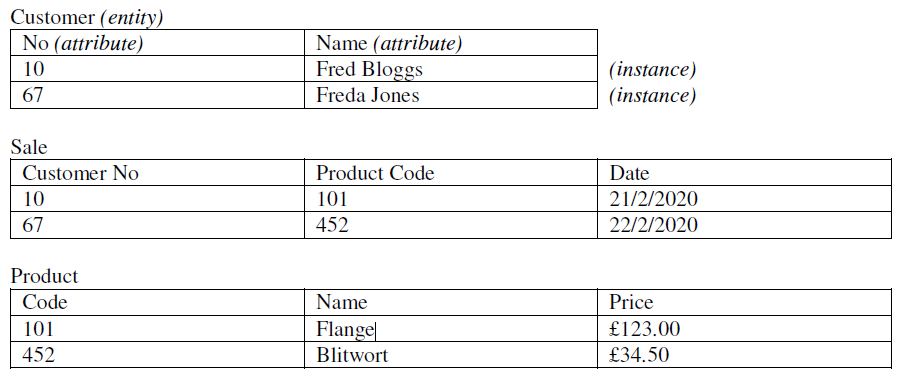 Customer (entity)
No (attribute) Name (attribute)
10 Fred Bloggs (instance)
67 Freda Jones (instance)
Sale
Customer No Product Code Date
10 101 21/2/2020
67 452 22/2/2020
Product
Code Name Price
101 Flange £123.00
452 Blitwort £34.50